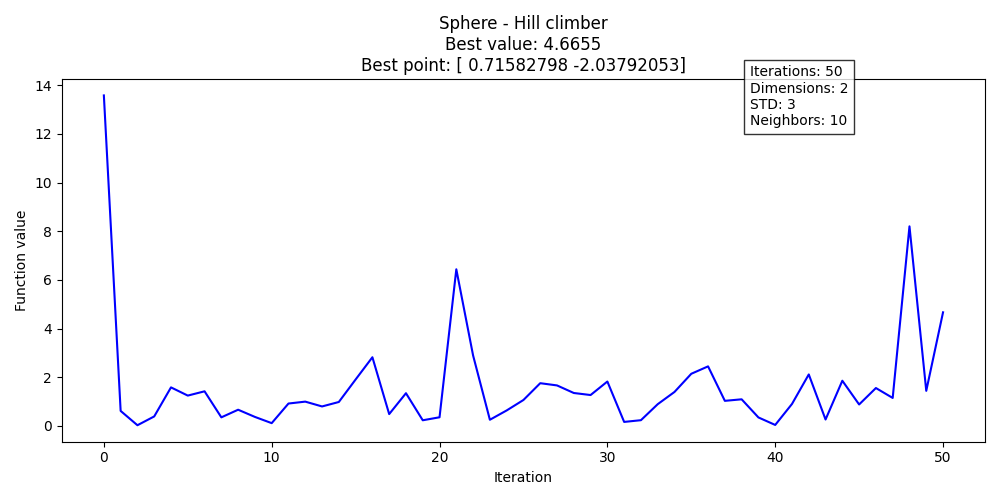 Sphere - Hill climber
Best value: 4.6655
Best point: [ 0.71582798 -2.03792053]
Iterations: 50
Dimensions: 2
STD: 3
Neighbors: 10
Function value
14
12
10
8
6
4
2
0
0 10 20 30 40 50
Iteration